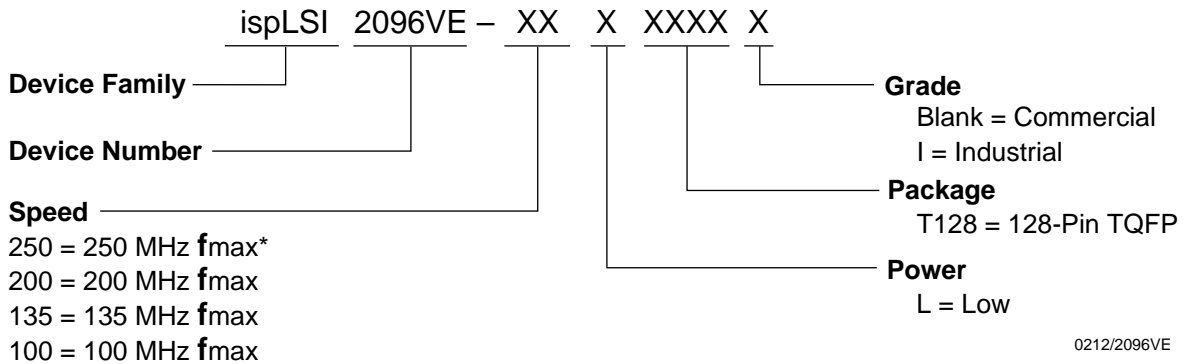 ispLSI 2096VE – XX X XXXX X
Device Family
Device Number
Speed
250 = 250 MHz fmax*
200 = 200 MHz fmax
135 = 135 MHz fmax
100 = 100 MHz fmax
Grade
Blank = Commercial
I = Industrial
Package
T128 = 128-Pin TQFP
Power
L = Low
0212/2096VE